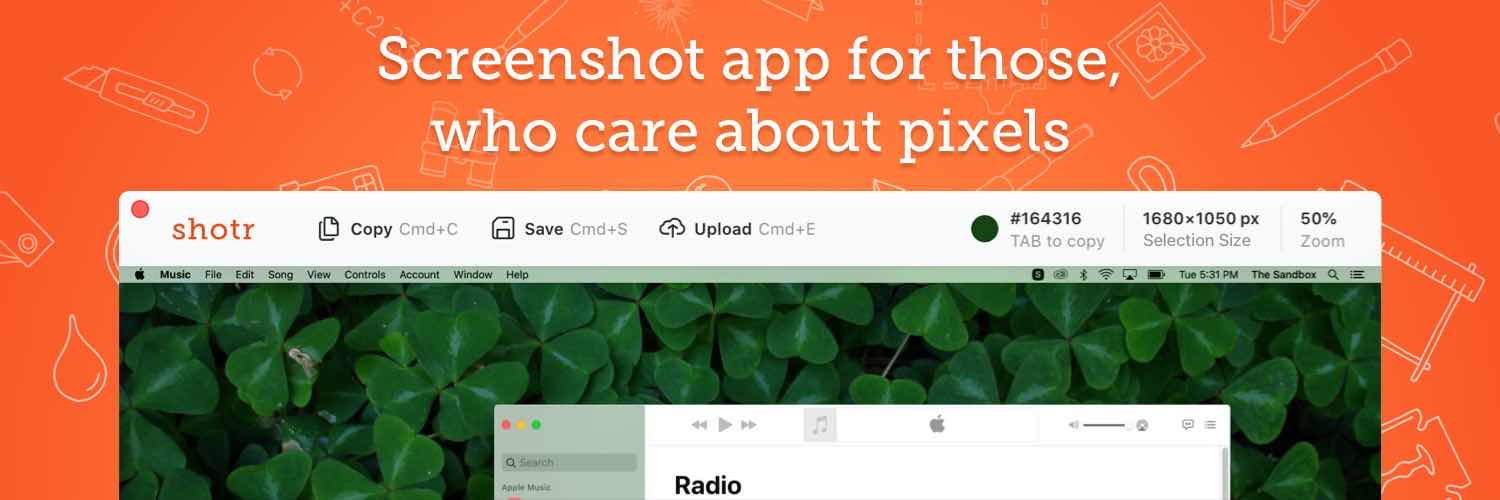 +C2 23
Screenshot app for those,
who care about pixels
shotr Copy Cmd+C Save Cmd+S Upload Cmd+E #164316 1680×1050 px 50%
TAB to copy Selection Size Zoom
Music File Edit Song View Controls Account Window Help S Tue 5:31 PM The Sandbox
Search
Apple Music
Radio